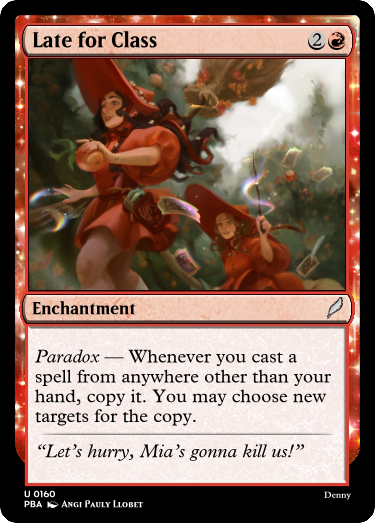 Late for Class 2
Enchantment
Paradox — Whenever you cast a
spell from anywhere other than your
hand, copy it. You may choose new
targets for the copy.
“Let’s hurry, Mia’s gonna kill us!”
U 0160
Denny
PBA Angi Pauly Llobet